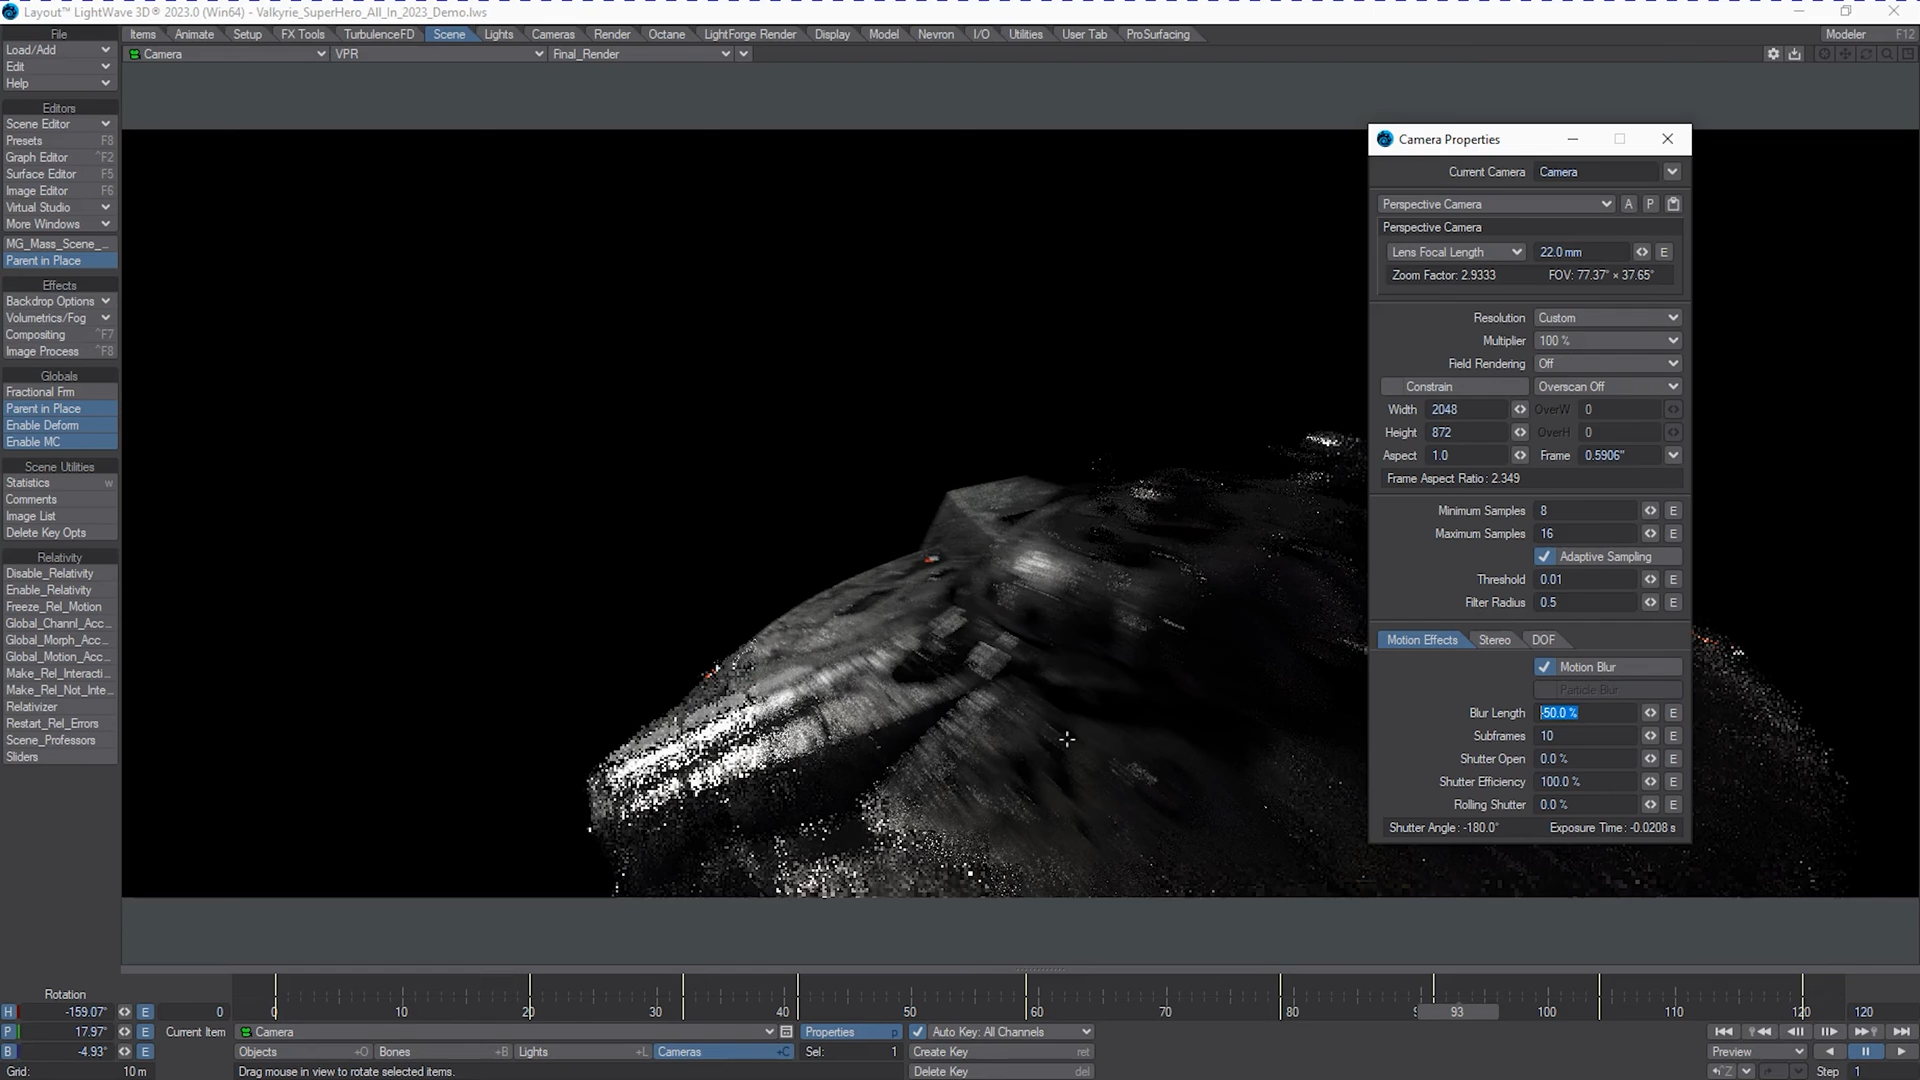 Layout™ LightWave 3D® 2023.0 (Win64) - Valkyrie_SuperHero_All_In_2023_Demo.lws
File Items Animate Setup FX Tools TurbulenceFD Scene Lights Cameras Render Octane LightForge Render Display Model Nevron I/O Utilities User Tab ProSurfacing Modeler F12
Load/Add Camera VPR Final_Render
Edit
Help
Editors
Scene Editor
Presets F8
Graph Editor ^F2
Surface Editor F5
Image Editor F6
Virtual Studio
More Windows
MG_Mass_Scene_...
Parent in Place
Effects
Backdrop Options
Volumetrics/Fog
Compositing ^F7
Image Process ^F8
Globals
Fractional Frm
Parent in Place
Enable Deform
Enable MC
Scene Utilities
Statistics w
Comments
Image List
Delete Key Opts
Relativity
Disable_Relativity
Enable_Relativity
Freeze_Rel_Motion
Global_Channl_Acc...
Global_Morph_Acc...
Global_Motion_Acc...
Make_Rel_Interacti...
Make_Rel_Not_Inte...
Relativizer
Restart_Rel_Errors
Scene_Professors
Sliders
Camera Properties
Current Camera Camera
Perspective Camera A P
Perspective Camera
Lens Focal Length 22.0 mm E
Zoom Factor: 2.9333 FOV: 77.37° × 37.65°
Resolution Custom
Multiplier 100 %
Field Rendering Off
Constrain Overscan Off
Width 2048 OverW 0
Height 872 OverH 0
Aspect 1.0 Frame 0.5906"
Frame Aspect Ratio: 2.349
Minimum Samples 8 E
Maximum Samples 16 E
Adaptive Sampling
Threshold 0.01 E
Filter Radius 0.5 E
Motion Effects Stereo DOF
Motion Blur
Particle Blur
Blur Length -50.0 % E
Subframes 10 E
Shutter Open 0.0 % E
Shutter Efficiency 100.0 % E
Rolling Shutter 0.0 % E
Shutter Angle: -180.0° Exposure Time: -0.0208 s
Rotation
H -159.07° E 0 0 10 20 30 40 50 60 70 80 93 100 110 120 120
P 17.97° E Current Item Camera Properties p Auto Key: All Channels
B -4.93° E Objects +O Bones +B Lights +L Cameras +C Sel: 1 Create Key ret Preview
Grid: 10 m Drag mouse in view to rotate selected items. Delete Key del ^Z Step 1